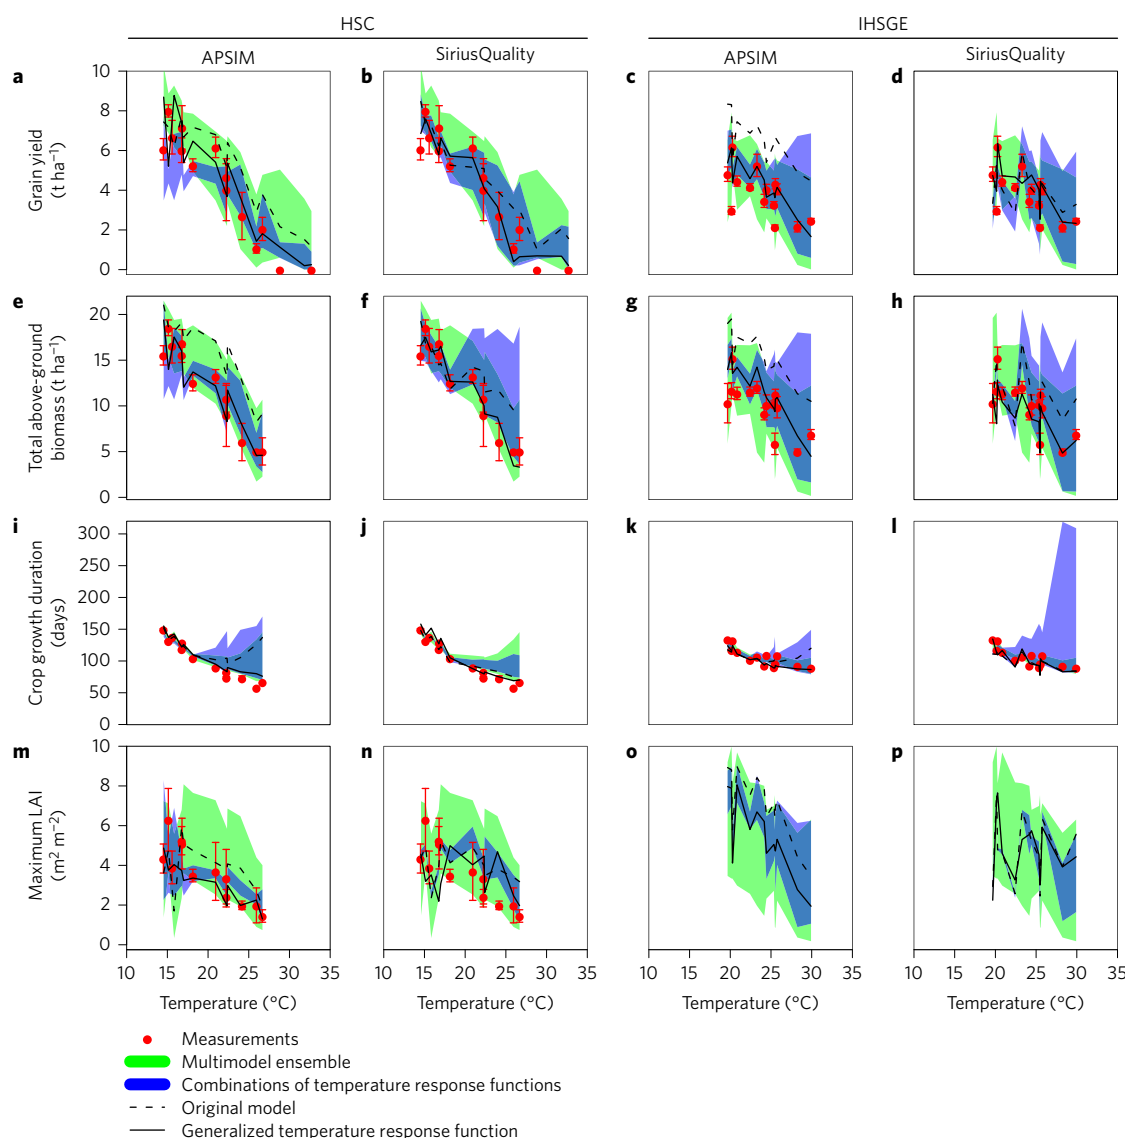 HSC
IHSGE
APSIM
SiriusQuality
APSIM
SiriusQuality
a
b
c
d
Grain yield
(t ha−1)
10
8
6
4
2
0
e
f
g
h
Total above-ground
biomass (t ha−1)
20
15
10
5
0
i
j
k
l
Crop growth duration
(days)
300
250
200
150
100
50
0
m
n
o
p
Maximum LAI
(m2 m−2)
10
8
6
4
2
0
10 15 20 25 30 35
10 15 20 25 30 35
10 15 20 25 30 35
10 15 20 25 30 35
Temperature (°C)
Temperature (°C)
Temperature (°C)
Temperature (°C)
Measurements
Multimodel ensemble
Combinations of temperature response functions
Original model
Generalized temperature response function